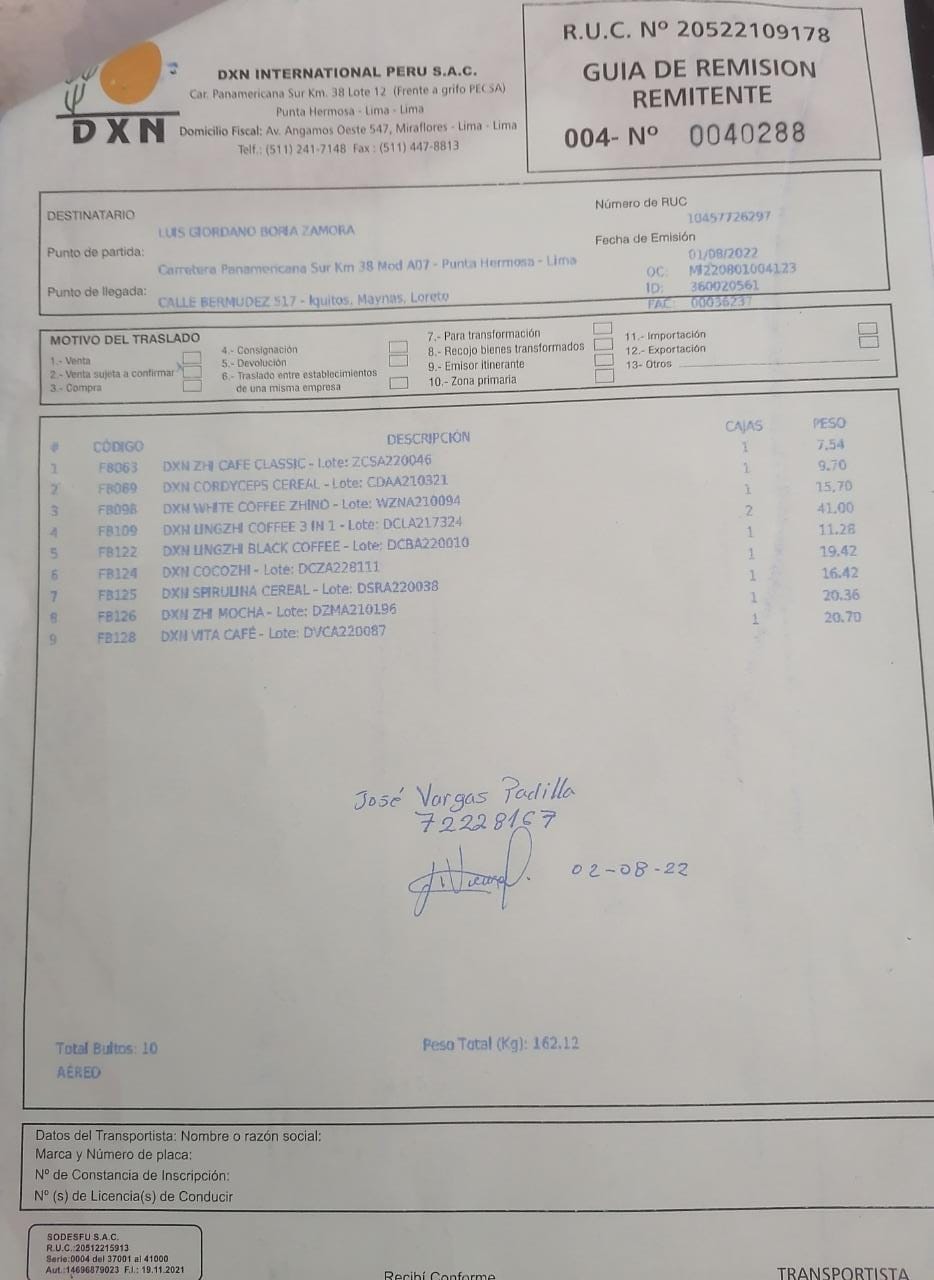 R.U.C. Nº 20522109178
GUIA DE REMISION
REMITENTE
004- Nº 0040288
DXN
DXN INTERNATIONAL PERU S.A.C.
Car. Panamericana Sur Km. 38 Lote 12 (Frente a grifo PECSA)
Punta Hermosa - Lima - Lima
Domicilio Fiscal: Av. Angamos Oeste 547, Miraflores - Lima - Lima
Telf.: (511) 241-7148 Fax : (511) 447-8813
DESTINATARIO
LUIS GIORDANO BORJA ZAMORA
Número de RUC
10457726297
Punto de partida:
Carretera Panamericana Sur Km 38 Mod A07 - Punta Hermosa - Lima
Fecha de Emisión
01/08/2022
Punto de llegada:
CALLE BERMUDEZ 517 - Iquitos, Maynas, Loreto
OC: MI220801004123
ID: 360020561
FAC: 00036237
MOTIVO DEL TRASLADO
1.- Venta
2.- Venta sujeta a confirmar
3.- Compra
4.- Consignación
5.- Devolución
6.- Traslado entre establecimientos
de una misma empresa
7.- Para transformación
8.- Recojo bienes transformados
9.- Emisor itinerante
10.- Zona primaria
11.- Importación
12.- Exportación
13- Otros
# CÓDIGO DESCRIPCIÓN CAJAS PESO
1 FB063 DXN ZHI CAFE CLASSIC - Lote: ZCSA220046 1 7,54
2 FB069 DXN CORDYCEPS CEREAL - Lote: CDAA210321 1 9.70
3 FB098 DXN WHITE COFFEE ZHINO - Lote: WZNA210094 1 15,70
4 FB109 DXN LINGZHI COFFEE 3 IN 1 - Lote: DCLA217324 2 41.00
5 FB122 DXN LINGZHI BLACK COFFEE - Lote: DCBA220010 1 11.28
6 FB124 DXN COCOZHI - Lote: DCZA228111 1 19.42
7 FB125 DXN SPIRULINA CEREAL - Lote: DSRA220038 1 16.42
8 FB126 DXN ZHI MOCHA - Lote: DZMA210196 1 20.36
9 FB128 DXN VITA CAFÉ - Lote: DVCA220087 1 20.70
José Vargas Padilla
72228167
02-08-22
Total Bultos: 10
Peso Total (Kg): 162.12
AÉREO
Datos del Transportista: Nombre o razón social:
Marca y Número de placa:
Nº de Constancia de Inscripción:
Nº (s) de Licencia(s) de Conducir
SODESFU S.A.C.
R.U.C.:20512215913
Serie:0004 del 37001 al 41000
Aut.:14696879023 F.I.: 19.11.2021
Recibí Conforme
TRANSPORTISTA